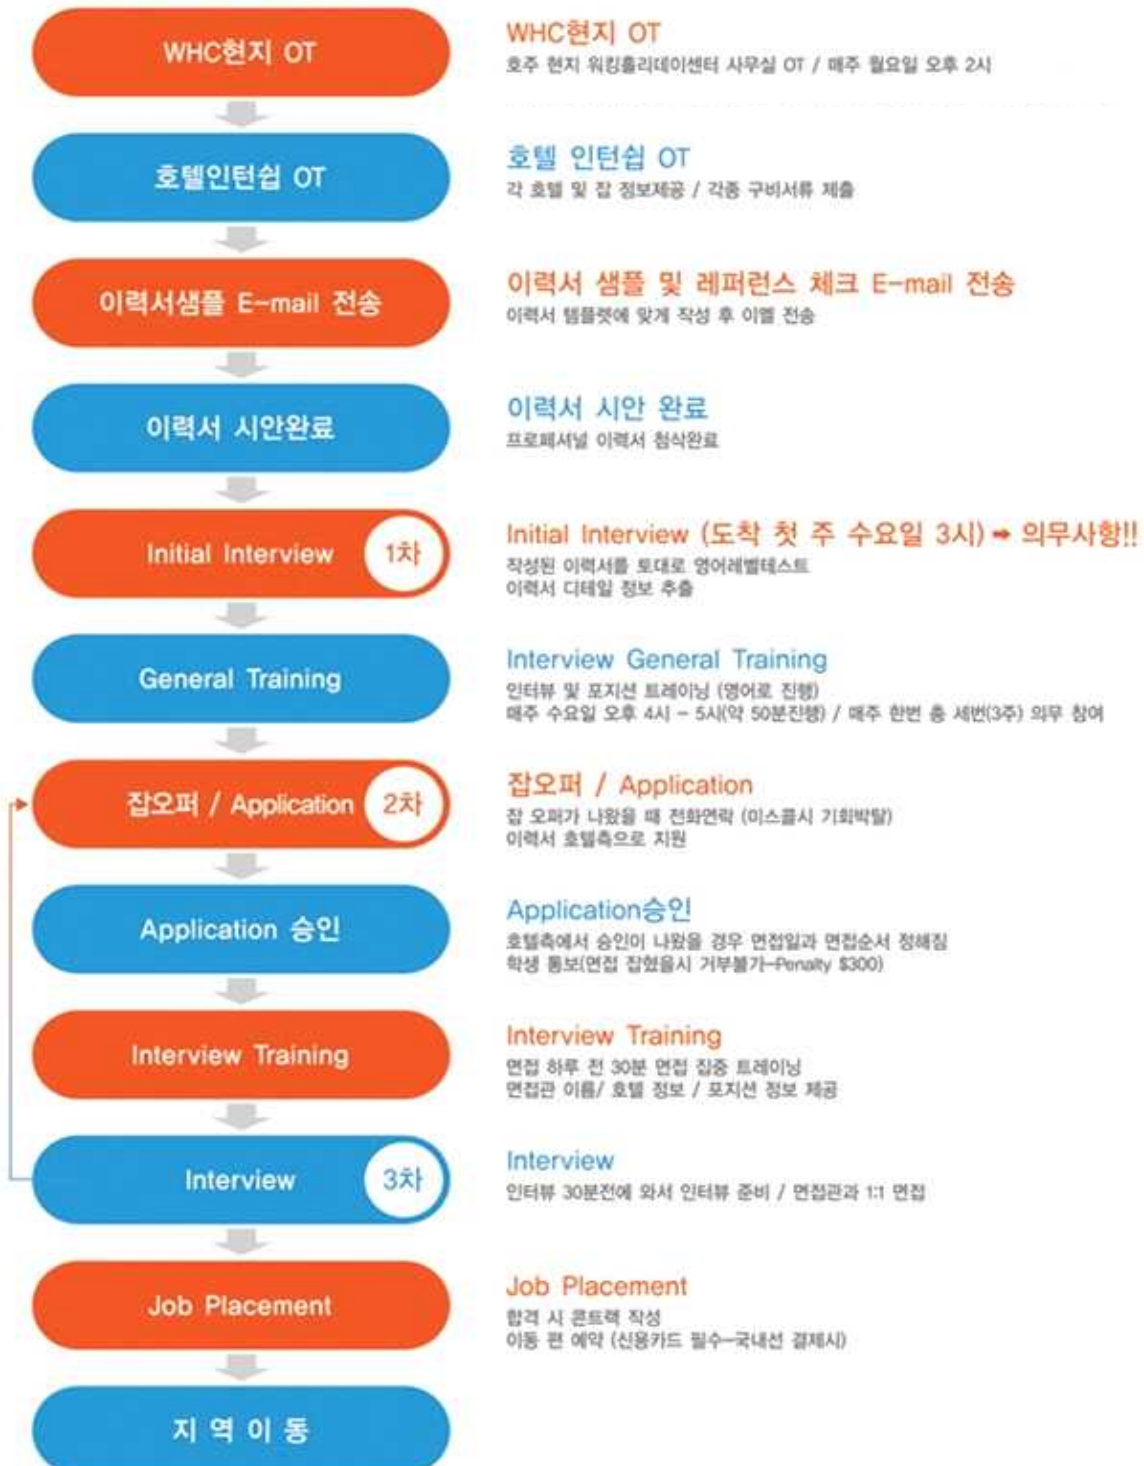 WHC현지 OT
WHC현지 OT
호주 현지 워킹홀리데이센터 사무실 OT / 매주 월요일 오후 2시
호텔인턴쉽 OT
호텔 인턴쉽 OT
각 호텔 및 잡 정보제공 / 각종 구비서류 제출
이력서샘플 E-mail 전송
이력서 샘플 및 레퍼런스 체크 E-mail 전송
이력서 템플렛에 맞게 작성 후 이멜 전송
이력서 시안완료
이력서 시안 완료
프로페셔널 이력서 첨삭완료
Initial Interview 1차
Initial Interview (도착 첫 주 수요일 3시) ➡ 의무사항!!
작성된 이력서를 토대로 영어레벨테스트
이력서 디테일 정보 추출
General Training
Interview General Training
인터뷰 및 포지션 트레이닝 (영어로 진행)
매주 수요일 오후 4시 - 5시(약 50분진행) / 매주 한번 총 세번(3주) 의무 참여
잡오퍼 / Application 2차
잡오퍼 / Application
잡 오퍼가 나왔을 때 전화연락 (미스콜시 기회박탈)
이력서 호텔측으로 지원
Application 승인
Application승인
호텔측에서 승인이 나왔을 경우 면접일과 면접순서 정해짐
학생 통보(면접 잡혔을시 거부불가-Penalty $300)
Interview Training
Interview Training
면접 하루 전 30분 면접 집중 트레이닝
면접관 이름/ 호텔 정보 / 포지션 정보 제공
Interview 3차
Interview
인터뷰 30분전에 와서 인터뷰 준비 / 면접관과 1:1 면접
Job Placement
Job Placement
합격 시 콘트랙 작성
이동 편 예약 (신용카드 필수-국내선 결제시)
지 역 이 동